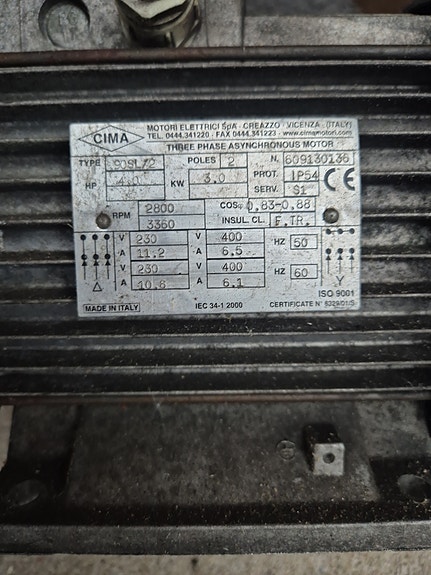 CIMA
MOTORI ELETTRICI SpA - CREAZZO - VICENZA - (ITALY)
TEL. 0444.341220 - FAX 0444.341223 - www.cimamotori.com
THREE PHASE ASYNCHRONOUS MOTOR
TYPE 90SL/2 POLES 2 N. 609130136
HP 4.0 KW 3.0 PROT. IP54 CE
SERV. S1
RPM 2800 COS. 0.83-0.88
3360 INSUL. CL. F.TR.
V 230 V 400 HZ 50
A 11.2 A 6.5
V 230 V 400 HZ 60
A 10.6 A 6.1
Δ Y
ISO 9001
MADE IN ITALY IEC 34-1 2000 CERTIFICATE N°